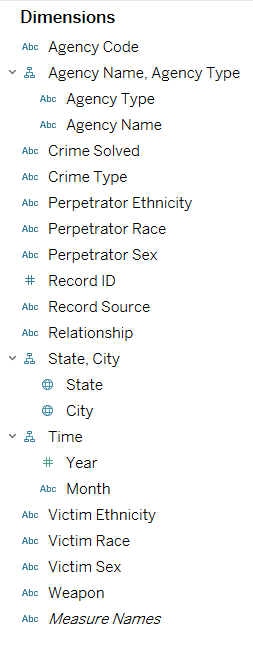 Dimensions
Abc Agency Code
Agency Name, Agency Type
Abc Agency Type
Abc Agency Name
Abc Crime Solved
Abc Crime Type
Abc Perpetrator Ethnicity
Abc Perpetrator Race
Abc Perpetrator Sex
# Record ID
Abc Record Source
Abc Relationship
State, City
State
City
Time
# Year
Abc Month
Abc Victim Ethnicity
Abc Victim Race
Abc Victim Sex
Abc Weapon
Abc Measure Names